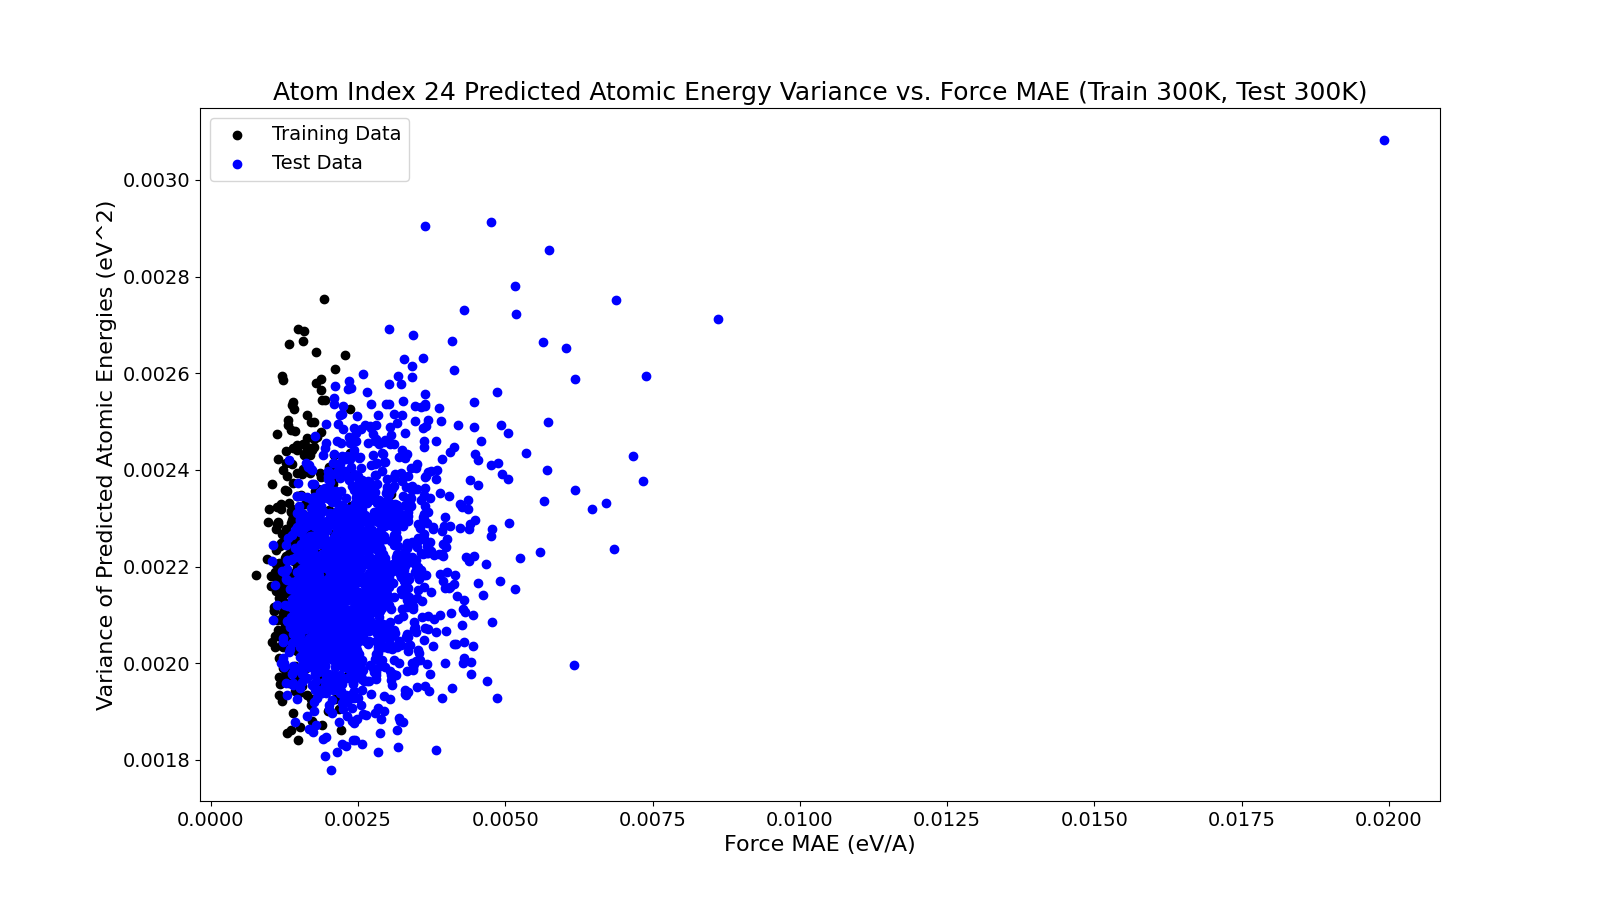 Atom Index 24 Predicted Atomic Energy Variance vs. Force MAE (Train 300K, Test 300K)
Training Data
Test Data
Variance of Predicted Atomic Energies (eV^2)
0.0030
0.0028
0.0026
0.0024
0.0022
0.0020
0.0018
0.0000 0.0025 0.0050 0.0075 0.0100 0.0125 0.0150 0.0175 0.0200
Force MAE (eV/A)